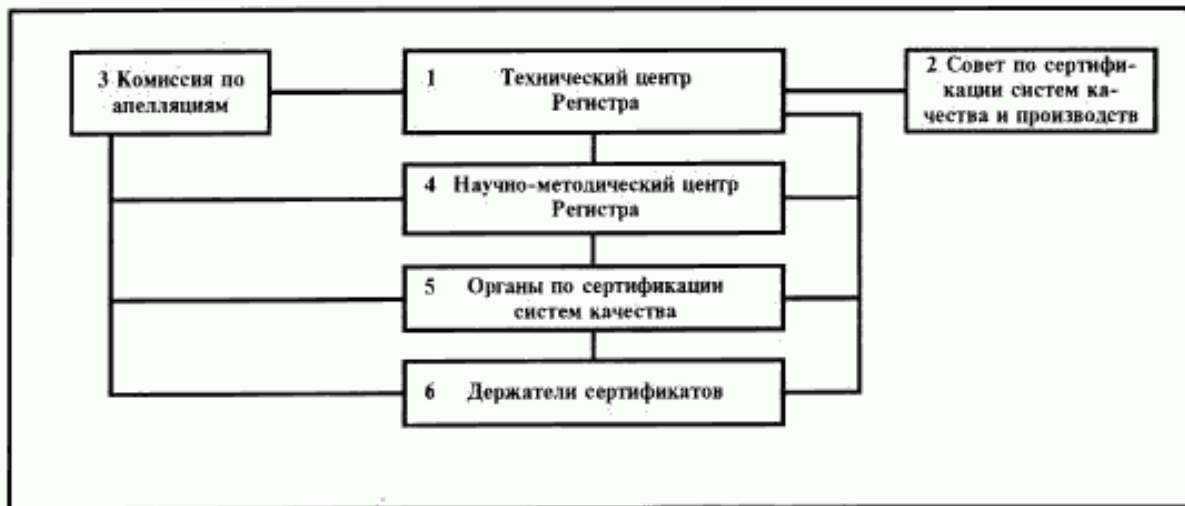 3 Комиссия по
апелляциям
1 Технический центр
Регистра
2 Совет по сертифи-
кации систем ка-
чества и производств
4 Научно-методический центр
Регистра
5 Органы по сертификации
систем качества
6 Держатели сертификатов